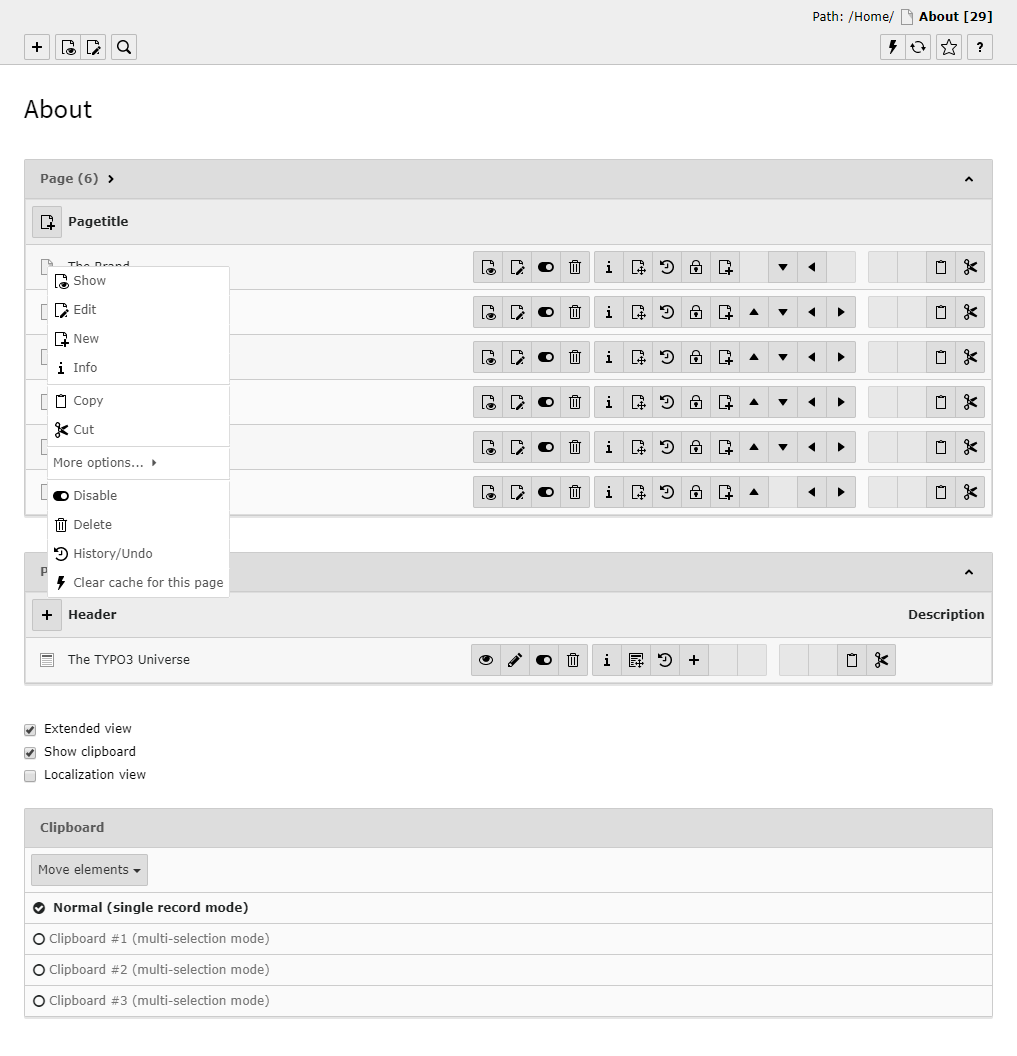 Path: /Home/ About [29]
?
About
Page (6)
Pagetitle
Show
Edit
New
Info
Copy
Cut
More options...
Disable
Delete
History/Undo
Clear cache for this page
Header Description
The TYPO3 Universe
Extended view
Show clipboard
Localization view
Clipboard
Move elements
Normal (single record mode)
Clipboard #1 (multi-selection mode)
Clipboard #2 (multi-selection mode)
Clipboard #3 (multi-selection mode)